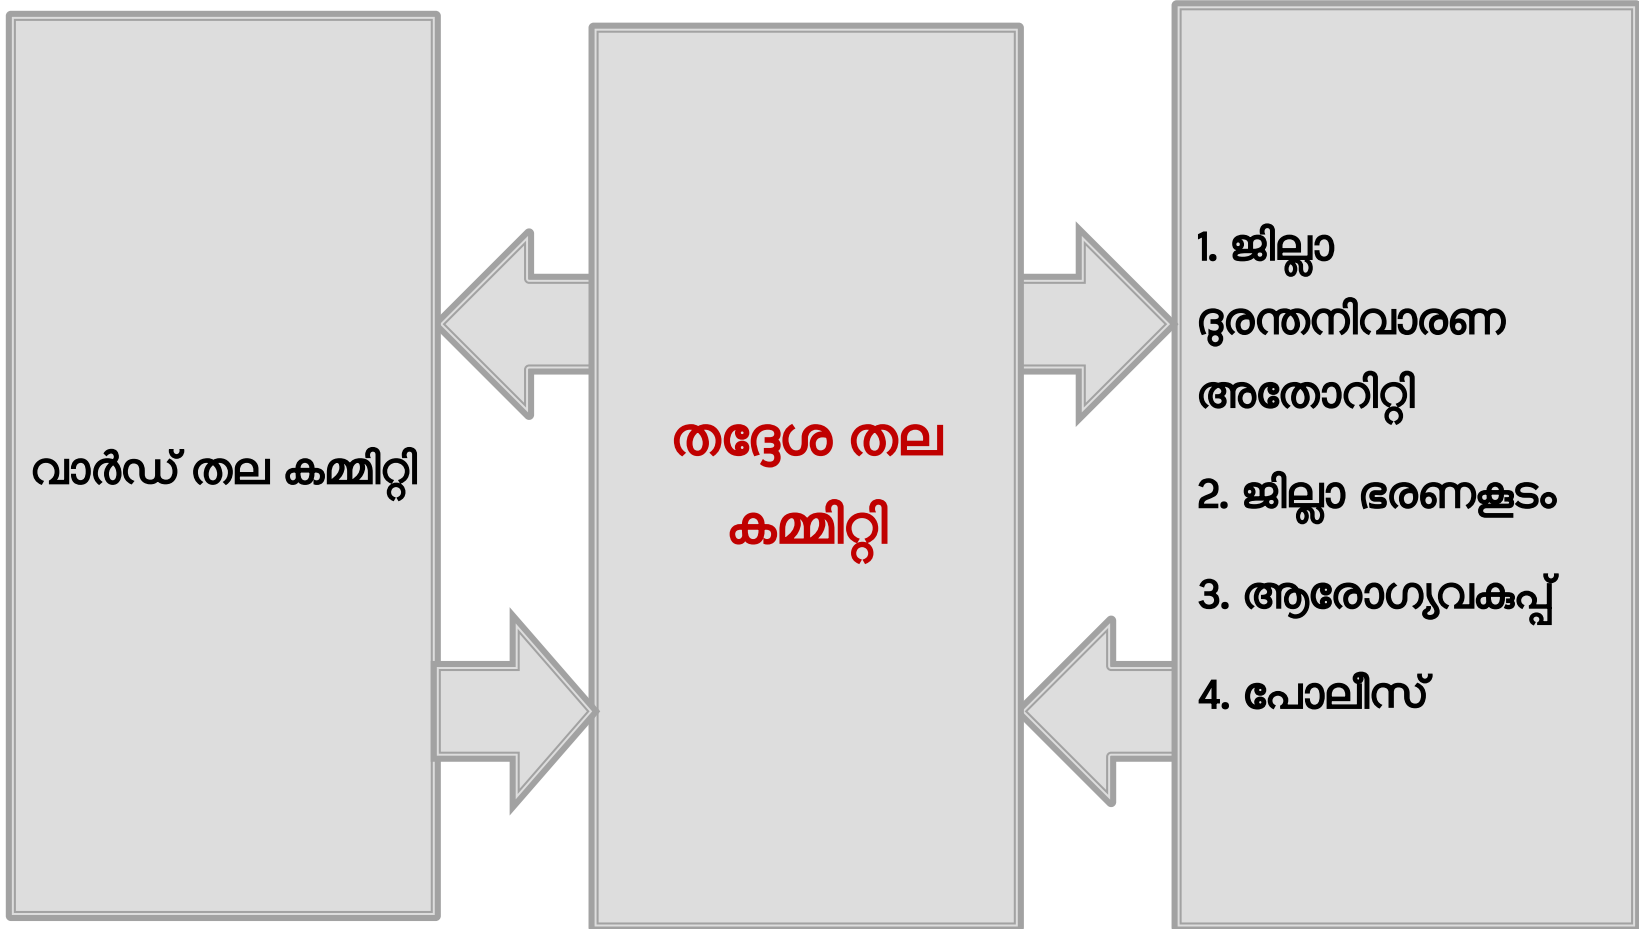 വാർഡ് തല കമ്മിറ്റി
തദ്ദേശ തല
കമ്മിറ്റി
1. ജില്ലാ
ദുരന്തനിവാരണ
അതോറിറ്റി
2. ജില്ലാ ഭരണകൂടം
3. ആരോഗ്യവകുപ്പ്
4. പോലീസ്